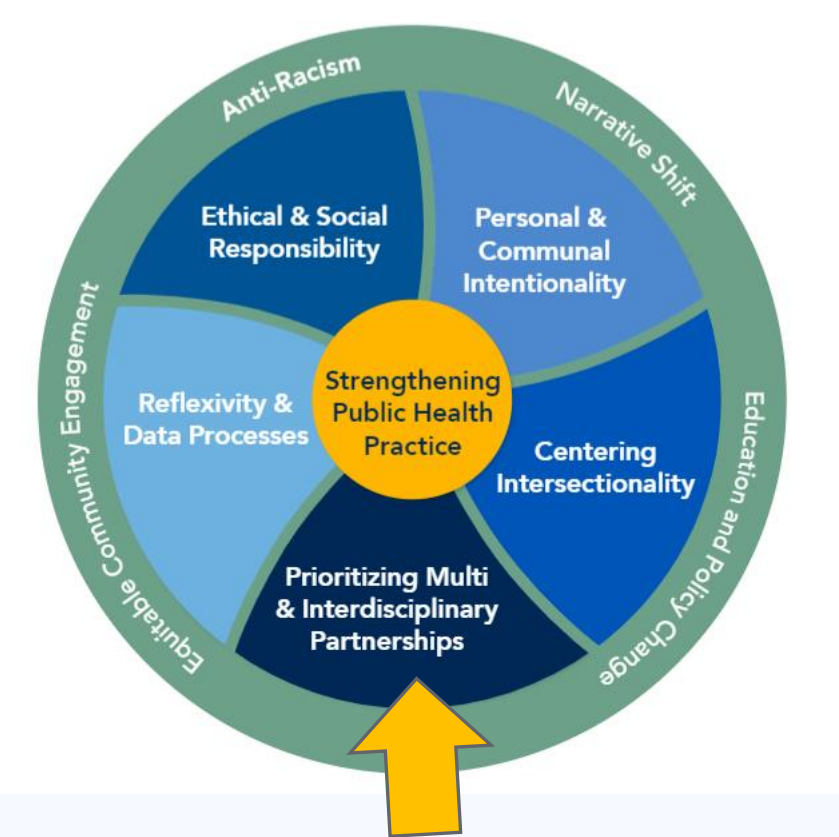 Anti-Racism
Narrative Shift
Ethical & Social
Responsibility
Personal &
Communal
Intentionality
Equitable Community Engagement
Reflexivity &
Data Processes
Strengthening
Public Health
Practice
Centering
Intersectionality
Education and Policy Change
Prioritizing Multi
& Interdisciplinary
Partnerships